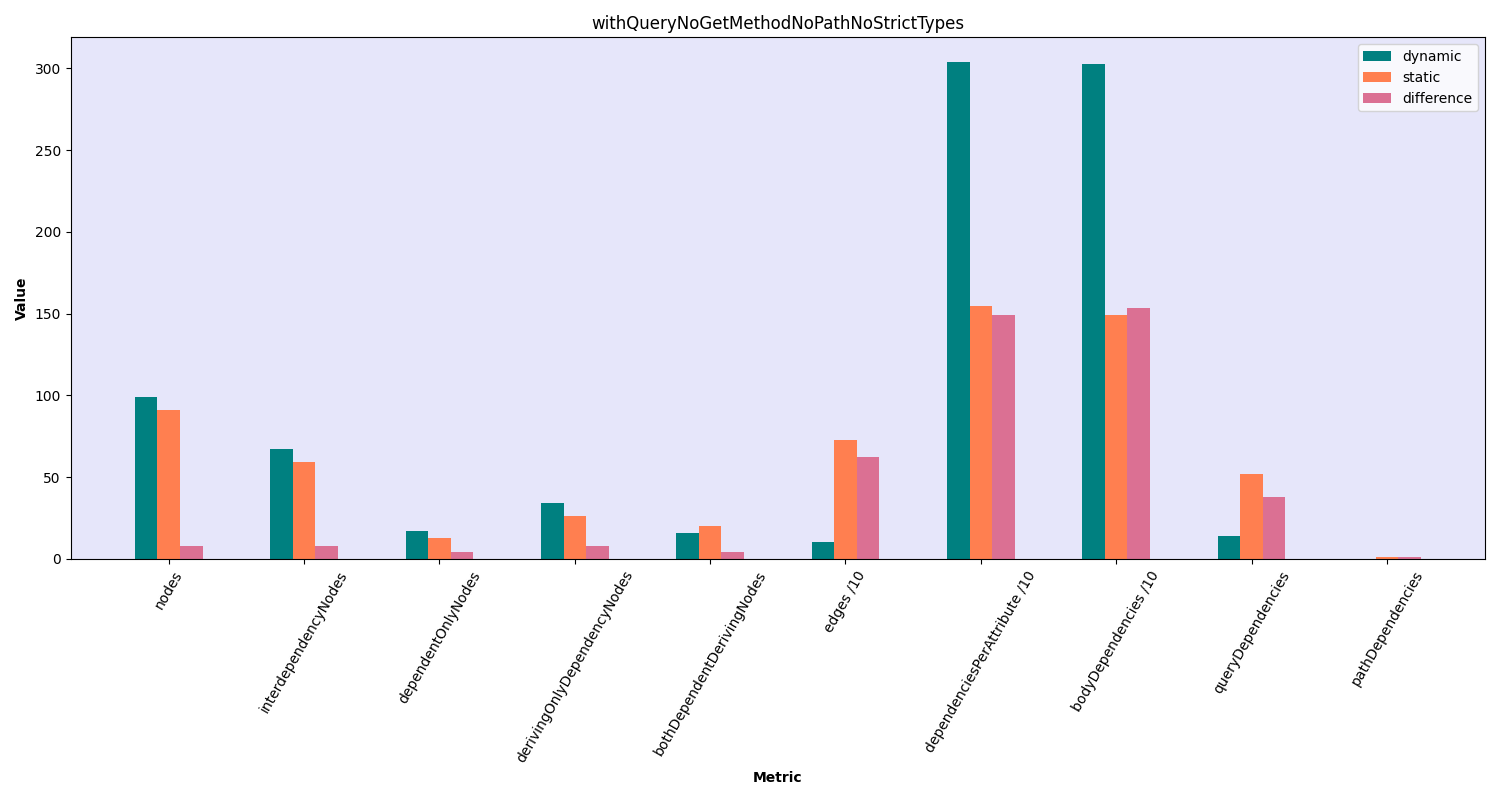 withQueryNoGetMethodNoPathNoStrictTypes
dynamic
static
difference
Value
300
250
200
150
100
50
0
nodes
interdependencyNodes
dependentOnlyNodes
derivingOnlyDependencyNodes
bothDependentDerivingNodes
edges /10
dependenciesPerAttribute /10
bodyDependencies /10
queryDependencies
pathDependencies
Metric